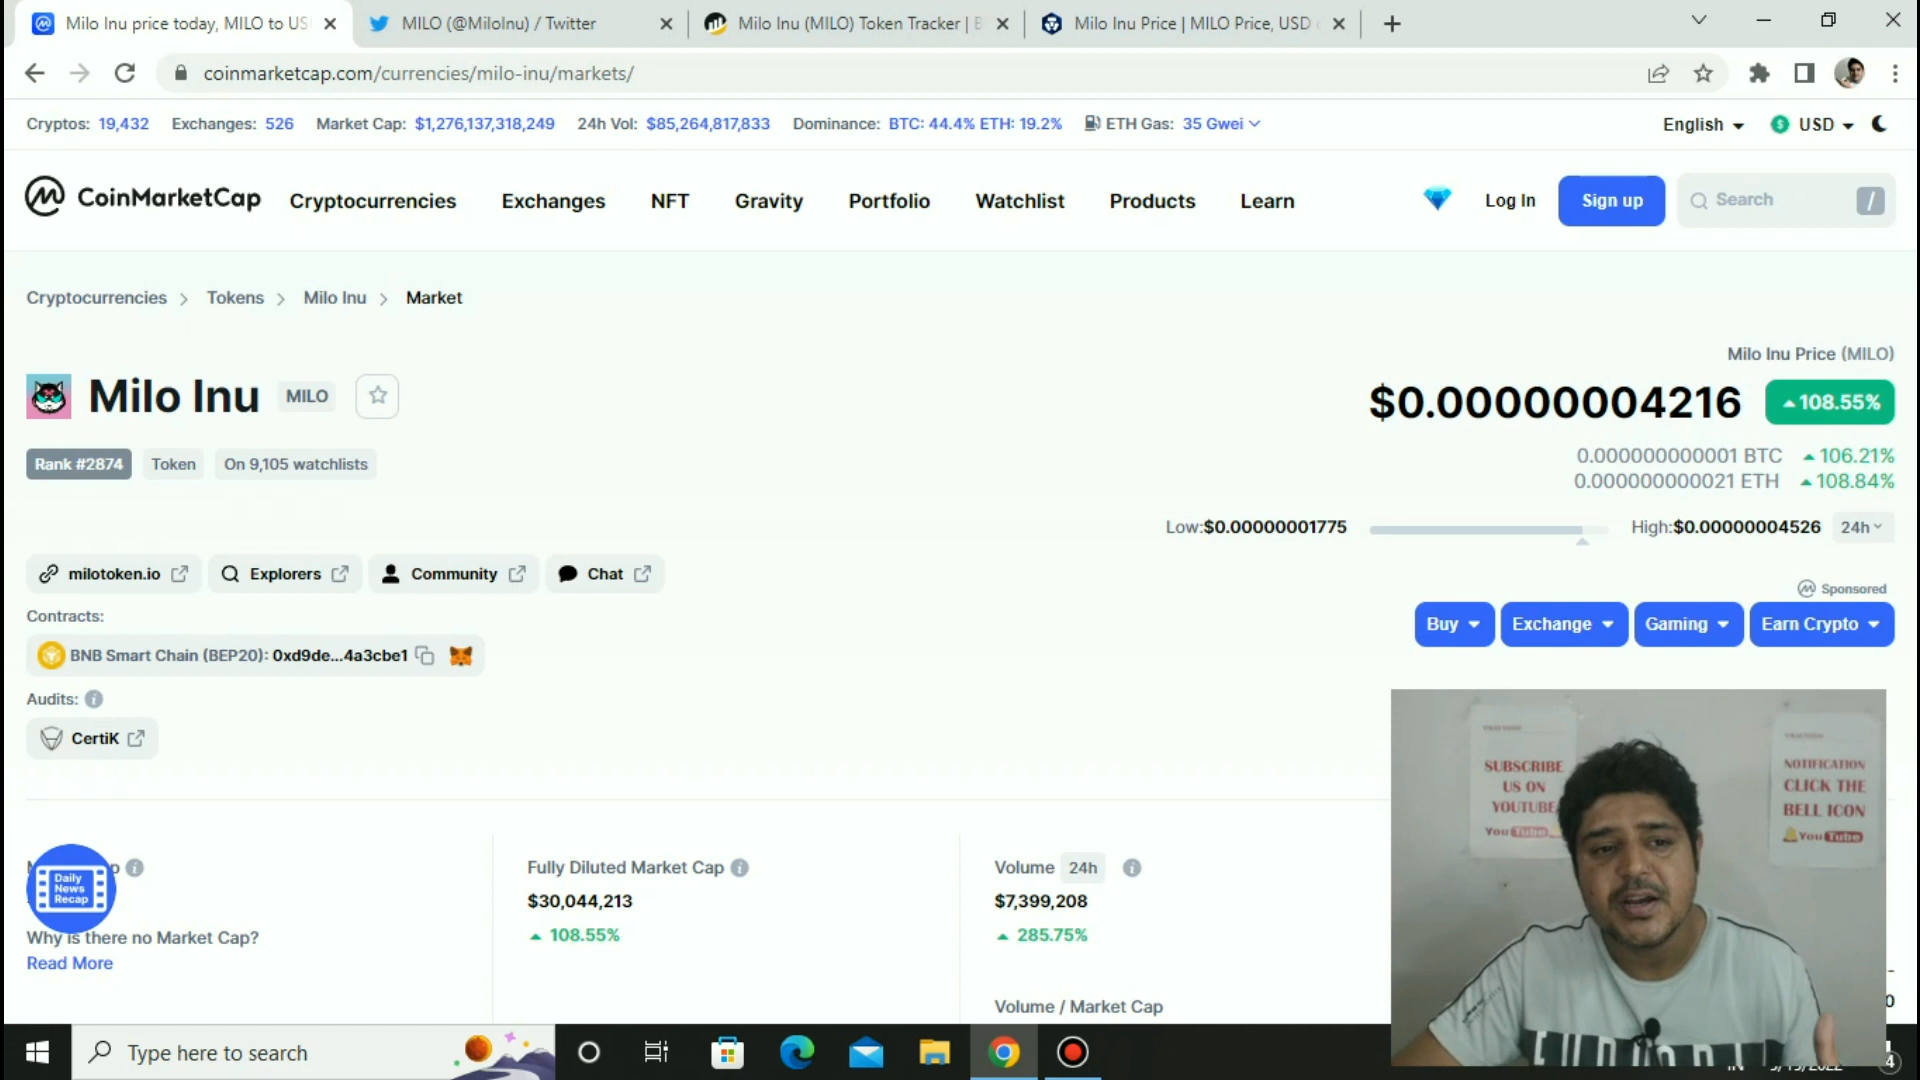 Milo Inu price today, MILO to US
MILO (@MiloInu) / Twitter
Milo Inu (MILO) Token Tracker | B
Milo Inu Price | MILO Price, USD
coinmarketcap.com/currencies/milo-inu/markets/
Cryptos: 19,432 Exchanges: 526 Market Cap: $1,276,137,318,249 24h Vol: $85,264,817,833 Dominance: BTC: 44.4% ETH: 19.2% ETH Gas: 35 Gwei
English USD
CoinMarketCap Cryptocurrencies Exchanges NFT Gravity Portfolio Watchlist Products Learn Log In Sign up Search /
Cryptocurrencies > Tokens > Milo Inu > Market
Milo Inu Price (MILO)
Milo Inu MILO
$0.00000004216 108.55%
Rank #2874 Token On 9,105 watchlists
0.000000000001 BTC 106.21%
0.000000000021 ETH 108.84%
Low:$0.00000001775 High:$0.00000004526 24h
milotoken.io Explorers Community Chat
Sponsored
Contracts:
Buy Exchange Gaming Earn Crypto
BNB Smart Chain (BEP20): 0xd9de...4a3cbe1
Audits:
CertiK
SUBSCRIBE
US ON
YOUTUBE
You Tube
NOTIFICATION
CLICK THE
BELL ICON
You Tube
Daily
News
Recap
Why is there no Market Cap?
Read More
Fully Diluted Market Cap
$30,044,213
108.55%
Volume 24h
$7,399,208
285.75%
Volume / Market Cap
Type here to search